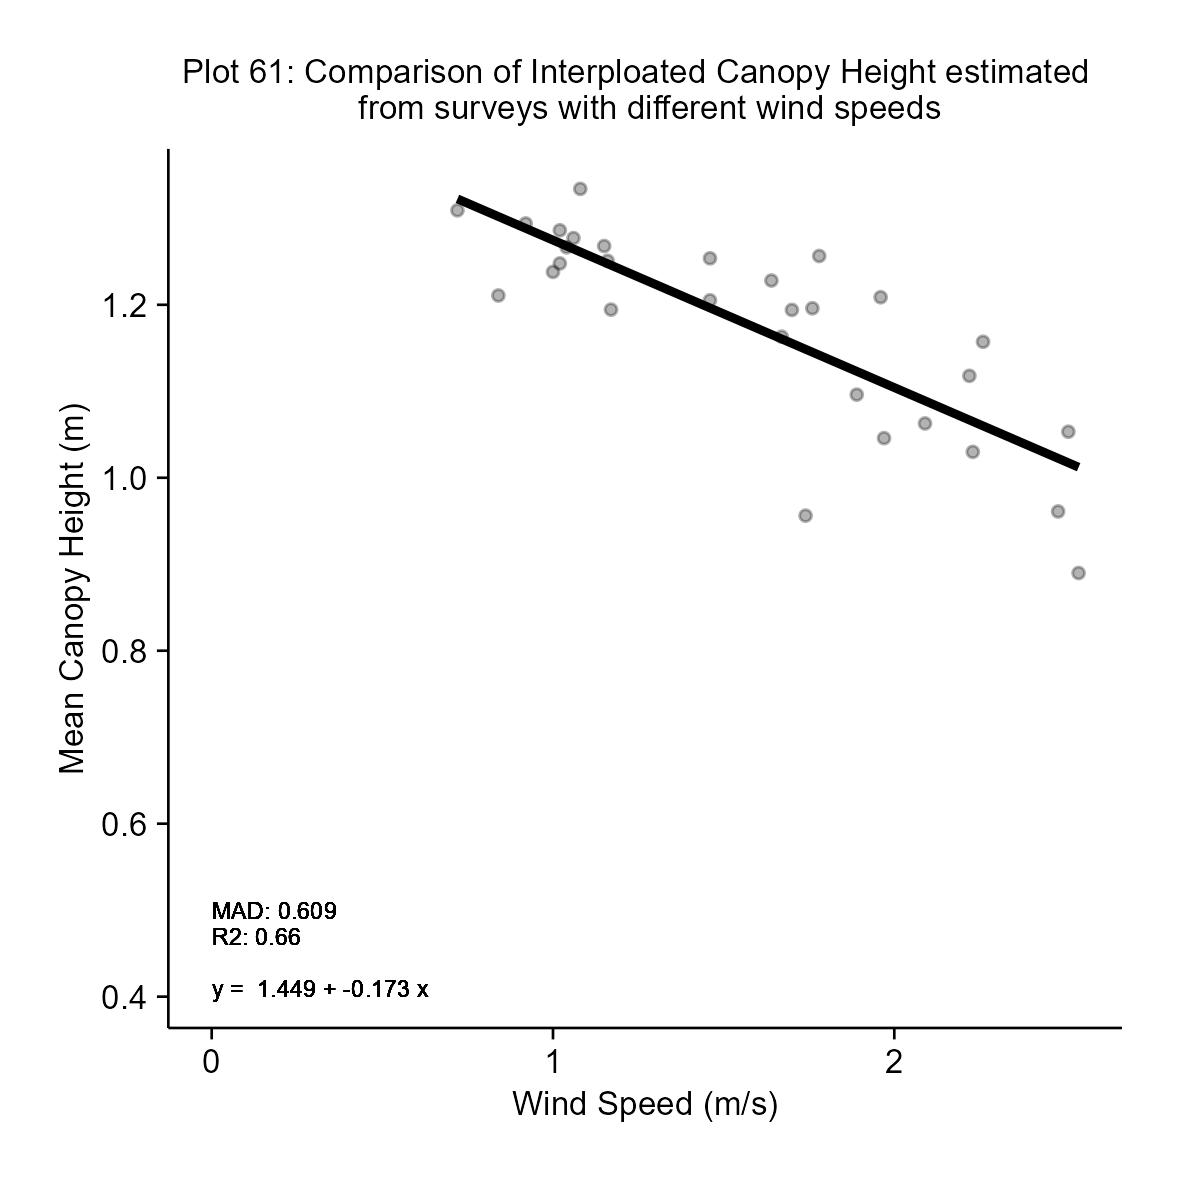 Plot 61: Comparison of Interploated Canopy Height estimated
from surveys with different wind speeds
Mean Canopy Height (m)
1.2
1.0
0.8
0.6
0.4
MAD: 0.609
R2: 0.66
y =  1.449 + -0.173 x
0 1 2
Wind Speed (m/s)